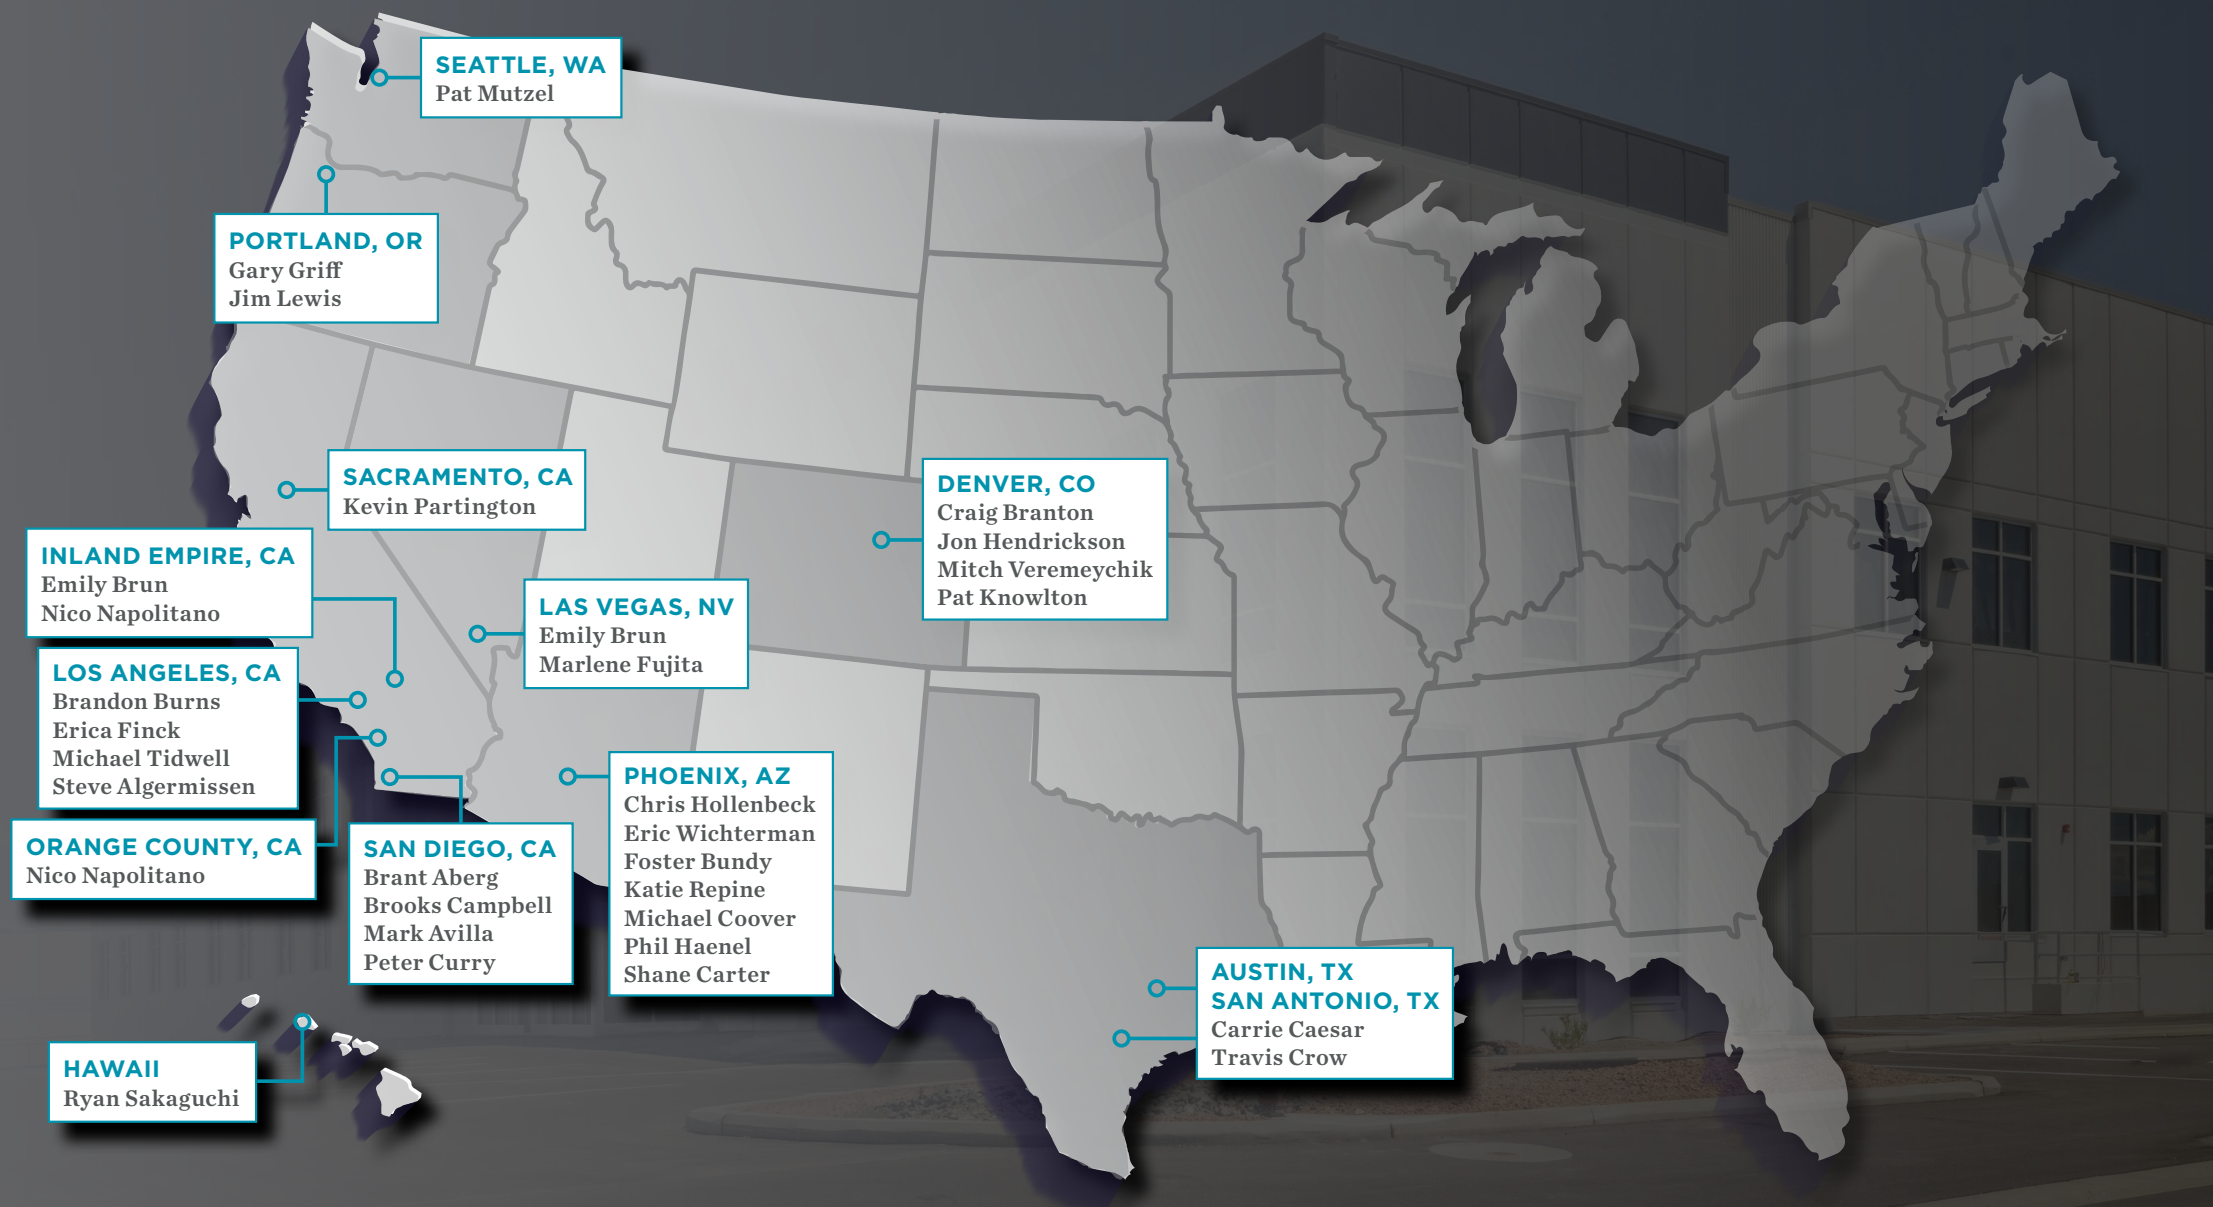 SEATTLE, WA
Pat Mutzel
PORTLAND, OR
Gary Griff
Jim Lewis
SACRAMENTO, CA
Kevin Partington
DENVER, CO
Craig Branton
Jon Hendrickson
Mitch Veremeychik
Pat Knowlton
INLAND EMPIRE, CA
Emily Brun
Nico Napolitano
LAS VEGAS, NV
Emily Brun
Marlene Fujita
LOS ANGELES, CA
Brandon Burns
Erica Finck
Michael Tidwell
Steve Algermissen
PHOENIX, AZ
Chris Hollenbeck
Eric Wichterman
Foster Bundy
Katie Repine
Michael Coover
Phil Haenel
Shane Carter
ORANGE COUNTY, CA
Nico Napolitano
SAN DIEGO, CA
Brant Aberg
Brooks Campbell
Mark Avilla
Peter Curry
AUSTIN, TX
SAN ANTONIO, TX
Carrie Caesar
Travis Crow
HAWAII
Ryan Sakaguchi